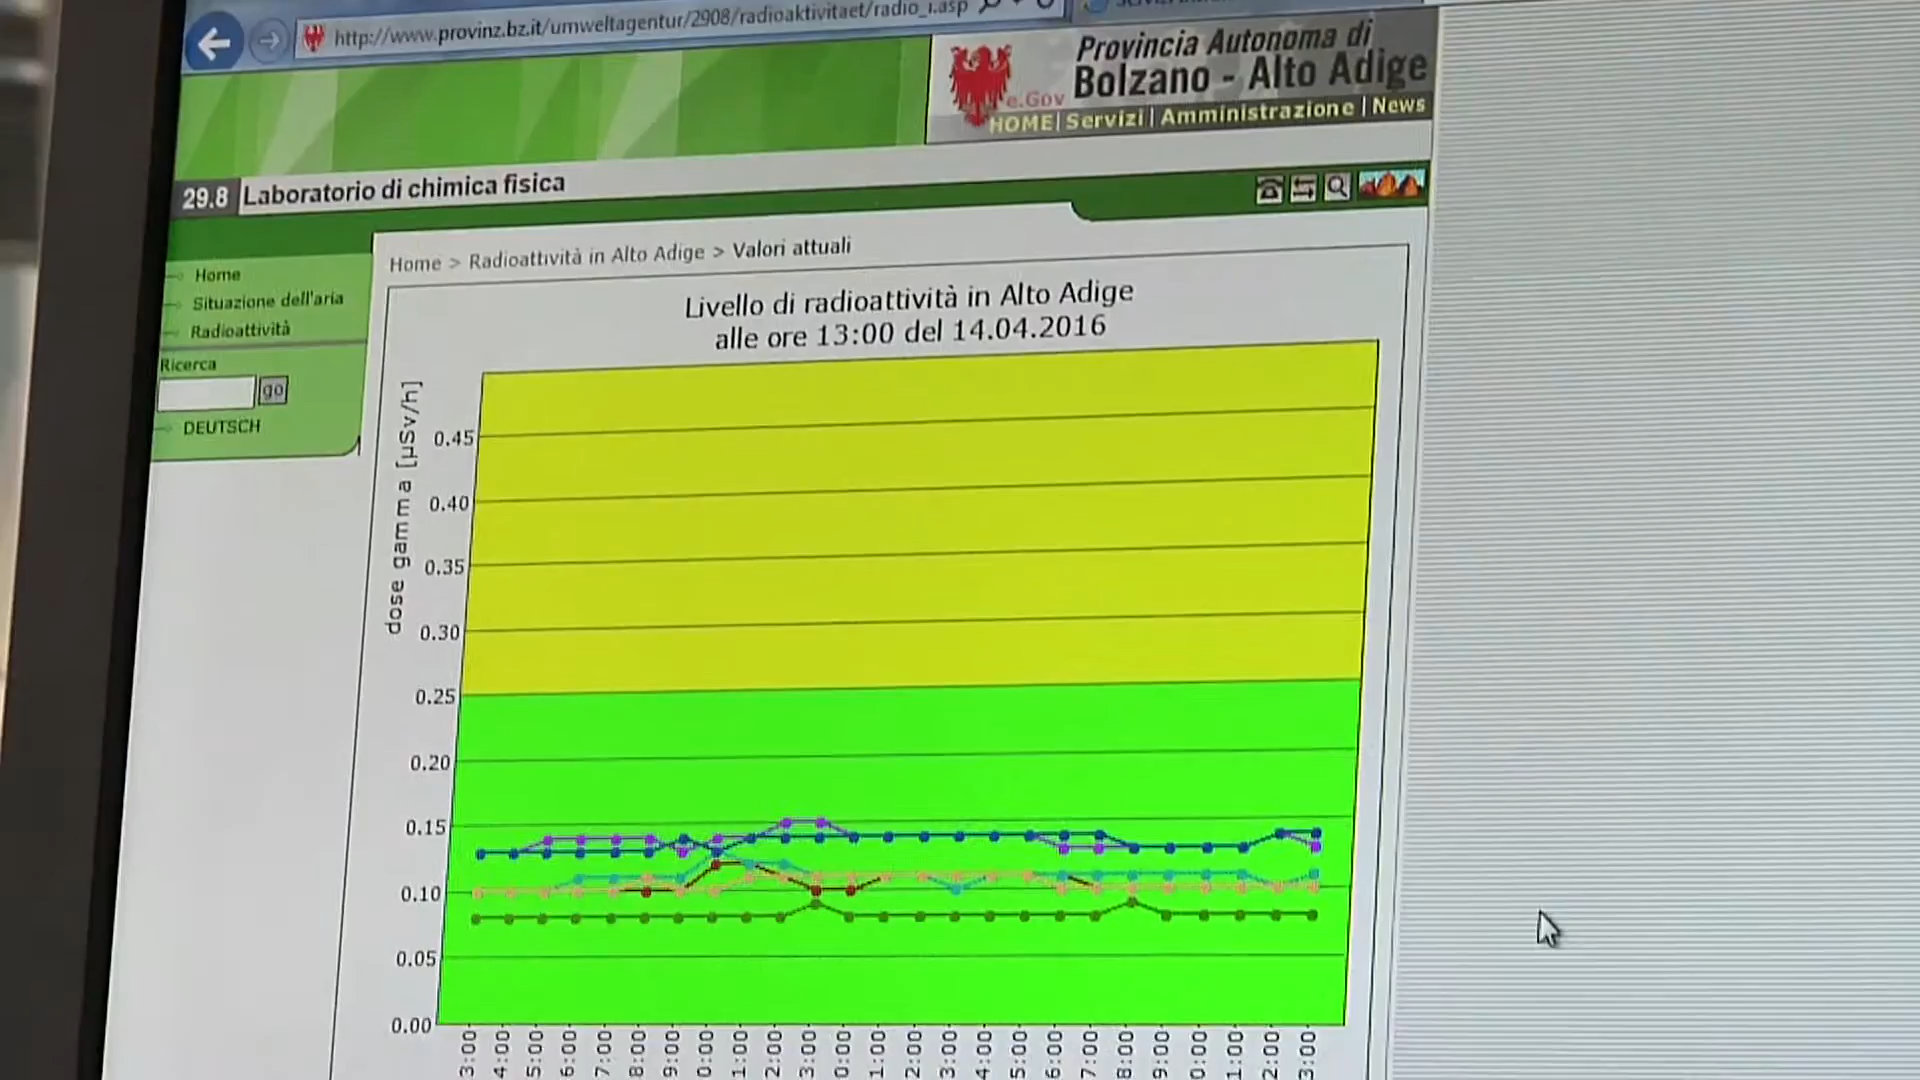 http://www.provinz.bz.it/umweltagentur/2908/radioaktivitaet/radio_i.asp
Provincia Autonoma di
Bolzano - Alto Adige
e.Gov
HOME | Servizi | Amministrazione | News
29.8 Laboratorio di chimica fisica
Home
Situazione dell'aria
Radioattività
Ricerca
go
DEUTSCH
Home > Radioattività in Alto Adige > Valori attuali
Livello di radioattività in Alto Adige
alle ore 13:00 del 14.04.2016
dose gamma [µSv/h]
0.45
0.40
0.35
0.30
0.25
0.20
0.15
0.10
0.05
0.00
3:00 4:00 5:00 6:00 7:00 8:00 9:00 0:00 1:00 2:00 3:00 0:00 1:00 2:00 3:00 4:00 5:00 6:00 7:00 8:00 9:00 0:00 1:00 2:00 3:00